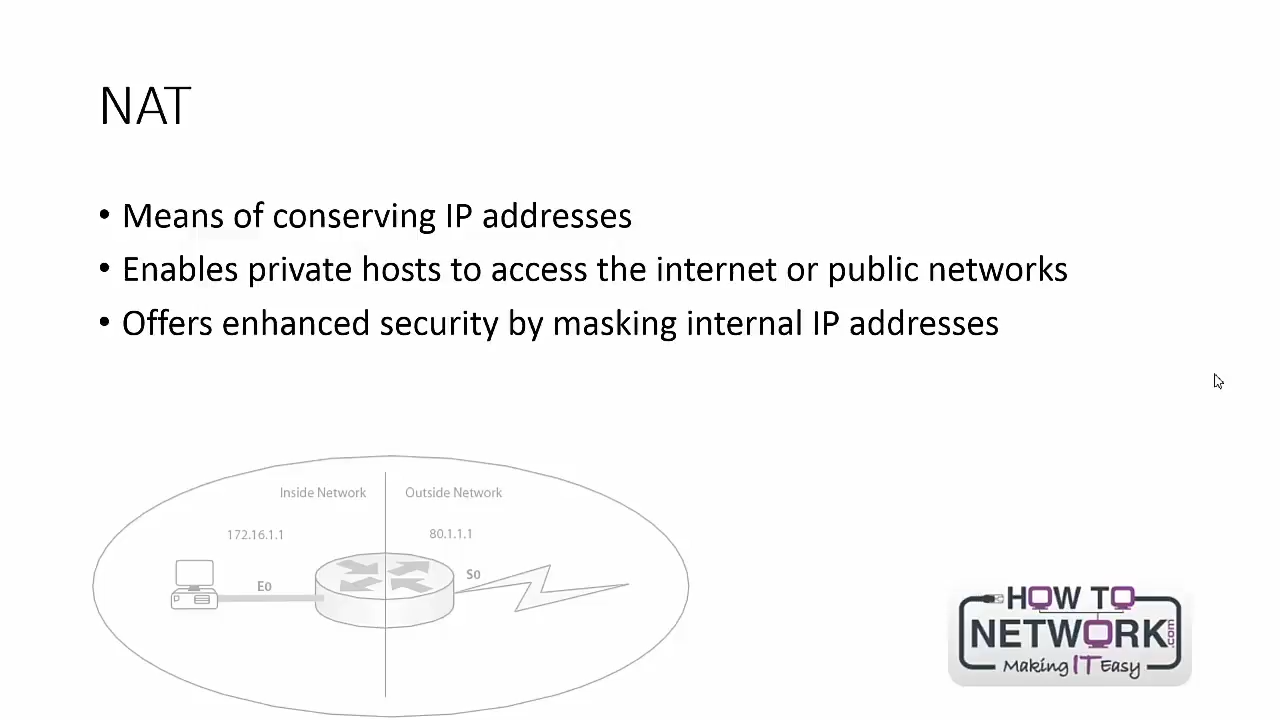 NAT
• Means of conserving IP addresses
• Enables private hosts to access the internet or public networks
• Offers enhanced security by masking internal IP addresses
Inside Network
Outside Network
172.16.1.1
80.1.1.1
E0
S0
HOW TO
NETWORK.com
Making IT Easy